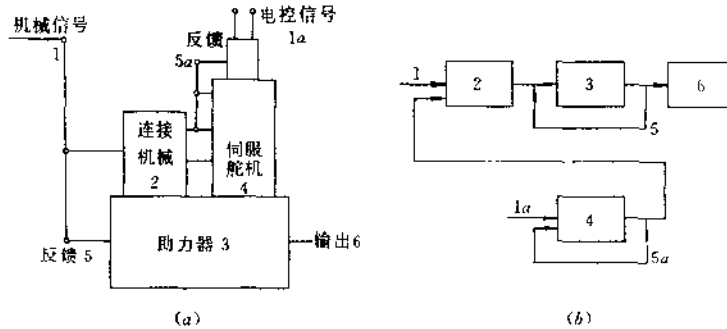 机械信号
1
反馈
电控信号
1a
5a
连接
机械
2
伺服
舵机
4
反馈 5
助力器 3
输出6
(a)
1
2
3
6
5
1a
4
5a
(b)